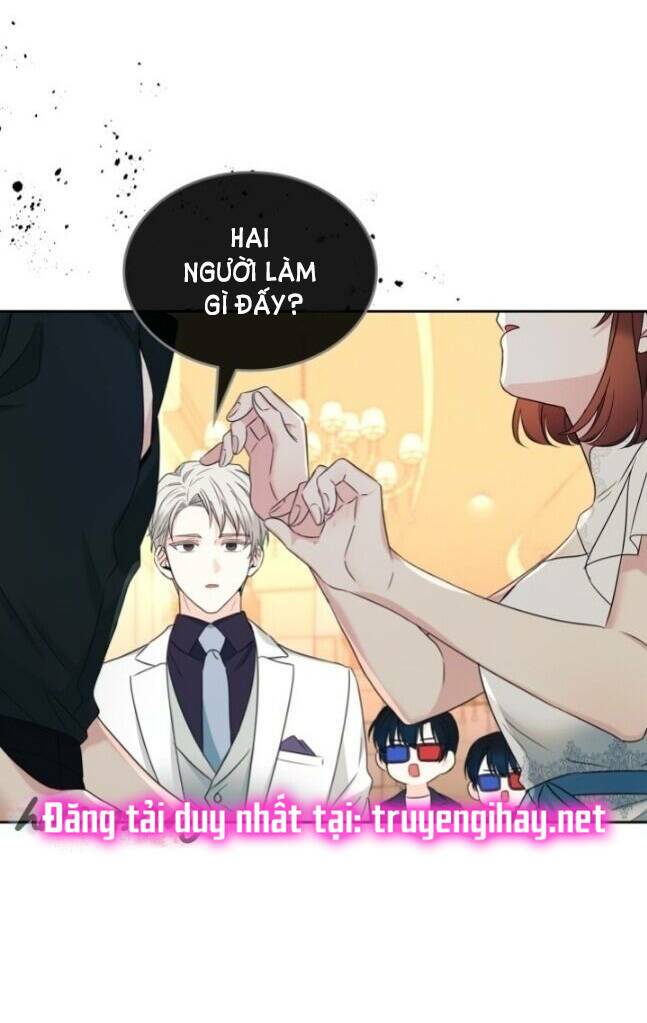 HAI
NGƯỜI LÀM
GÌ ĐẤY?
Đăng tải duy nhất tại: truyengihay.net